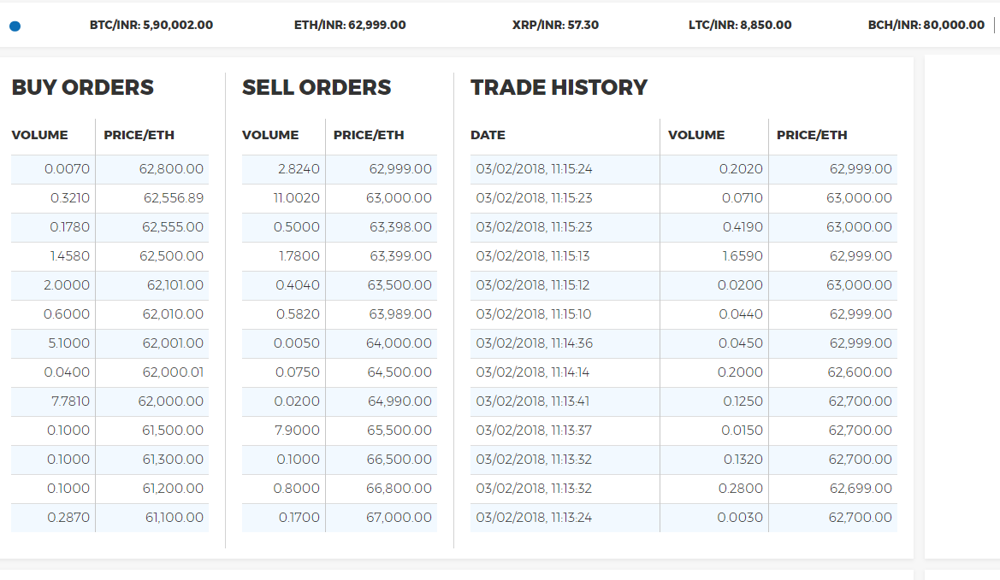 BTC/INR: 5,90,002.00 ETH/INR: 62,999.00 XRP/INR: 57.30 LTC/INR: 8,850.00 BCH/INR: 80,000.00
BUY ORDERS SELL ORDERS TRADE HISTORY
VOLUME PRICE/ETH VOLUME PRICE/ETH DATE VOLUME PRICE/ETH
0.0070 62,800.00 2.8240 62,999.00 03/02/2018, 11:15:24 0.2020 62,999.00
0.3210 62,556.89 11.0020 63,000.00 03/02/2018, 11:15:23 0.0710 63,000.00
0.1780 62,555.00 0.5000 63,398.00 03/02/2018, 11:15:23 0.4190 63,000.00
1.4580 62,500.00 1.7800 63,399.00 03/02/2018, 11:15:13 1.6590 62,999.00
2.0000 62,101.00 0.4040 63,500.00 03/02/2018, 11:15:12 0.0200 63,000.00
0.6000 62,010.00 0.5820 63,989.00 03/02/2018, 11:15:10 0.0440 62,999.00
5.1000 62,001.00 0.0050 64,000.00 03/02/2018, 11:14:36 0.0450 62,999.00
0.0400 62,000.01 0.0750 64,500.00 03/02/2018, 11:14:14 0.2000 62,600.00
7.7810 62,000.00 0.0200 64,990.00 03/02/2018, 11:13:41 0.1250 62,700.00
0.1000 61,500.00 7.9000 65,500.00 03/02/2018, 11:13:37 0.0150 62,700.00
0.1000 61,300.00 0.1000 66,500.00 03/02/2018, 11:13:32 0.1320 62,700.00
0.1000 61,200.00 0.8000 66,800.00 03/02/2018, 11:13:32 0.2800 62,699.00
0.2870 61,100.00 0.1700 67,000.00 03/02/2018, 11:13:24 0.0030 62,700.00